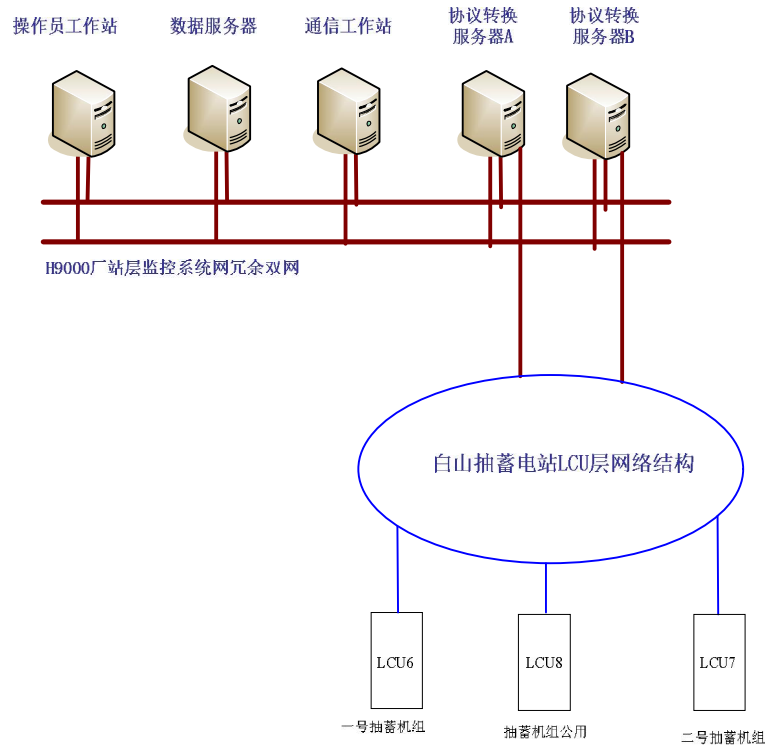 操作员工作站
数据服务器
通信工作站
协议转换
服务器A
协议转换
服务器B
H9000厂站层监控系统网冗余双网
白山抽蓄电站LCU层网络结构
LCU6
LCU8
LCU7
一号抽蓄机组
抽蓄机组公用
二号抽蓄机组